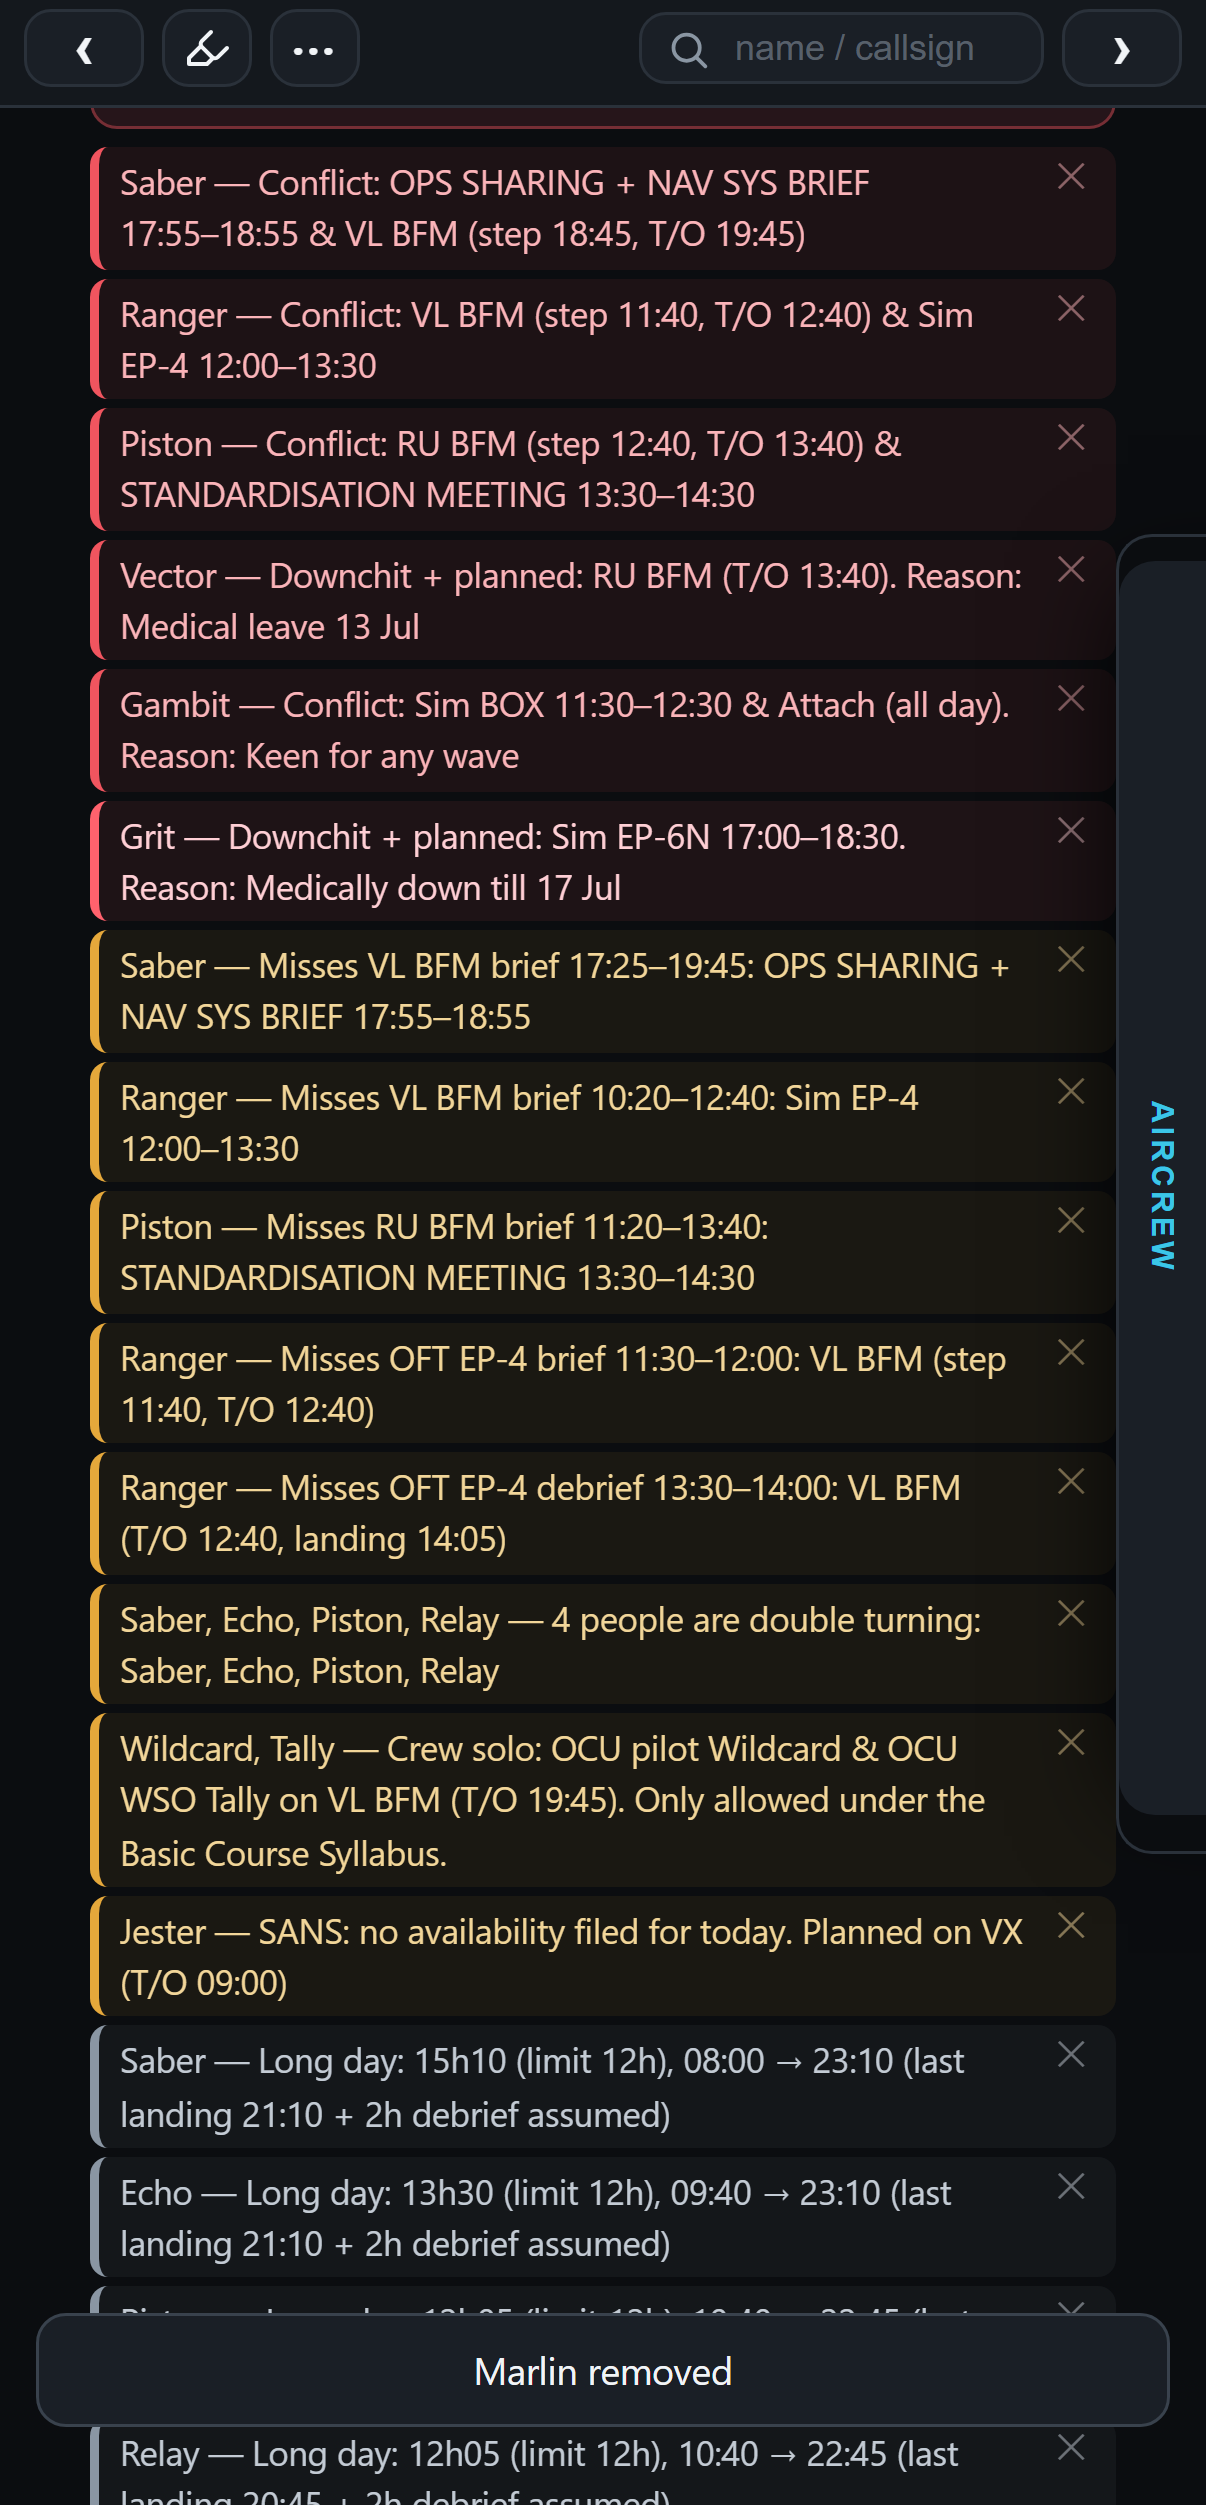 name / callsign
Saber — Conflict: OPS SHARING + NAV SYS BRIEF
17:55–18:55 & VL BFM (step 18:45, T/O 19:45)
Ranger — Conflict: VL BFM (step 11:40, T/O 12:40) & Sim
EP-4 12:00–13:30
Piston — Conflict: RU BFM (step 12:40, T/O 13:40) &
STANDARDISATION MEETING 13:30–14:30
Vector — Downchit + planned: RU BFM (T/O 13:40). Reason:
Medical leave 13 Jul
Gambit — Conflict: Sim BOX 11:30–12:30 & Attach (all day).
Reason: Keen for any wave
Grit — Downchit + planned: Sim EP-6N 17:00–18:30.
Reason: Medically down till 17 Jul
Saber — Misses VL BFM brief 17:25–19:45: OPS SHARING +
NAV SYS BRIEF 17:55–18:55
Ranger — Misses VL BFM brief 10:20–12:40: Sim EP-4
12:00–13:30
Piston — Misses RU BFM brief 11:20–13:40:
STANDARDISATION MEETING 13:30–14:30
Ranger — Misses OFT EP-4 brief 11:30–12:00: VL BFM (step
11:40, T/O 12:40)
Ranger — Misses OFT EP-4 debrief 13:30–14:00: VL BFM
(T/O 12:40, landing 14:05)
Saber, Echo, Piston, Relay — 4 people are double turning:
Saber, Echo, Piston, Relay
Wildcard, Tally — Crew solo: OCU pilot Wildcard & OCU
WSO Tally on VL BFM (T/O 19:45). Only allowed under the
Basic Course Syllabus.
Jester — SANS: no availability filed for today. Planned on VX
(T/O 09:00)
Saber — Long day: 15h10 (limit 12h), 08:00 → 23:10 (last
landing 21:10 + 2h debrief assumed)
Echo — Long day: 13h30 (limit 12h), 09:40 → 23:10 (last
landing 21:10 + 2h debrief assumed)
Marlin removed
Relay — Long day: 12h05 (limit 12h), 10:40 → 22:45 (last
landing 20:45 + 2h debrief assumed)
AIRCREW